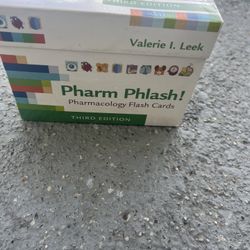 THIRD EDITION
Valerie I. Leek
Pharm Phlash!
Pharmacology Flash Cards
THIRD EDITION